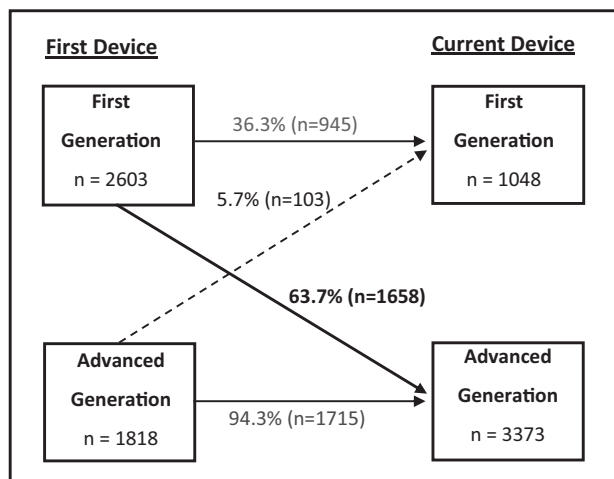 First Device
Current Device
First
Generation
n = 2603
36.3% (n=945)
First
Generation
n = 1048
5.7% (n=103)
63.7% (n=1658)
Advanced
Generation
n = 1818
94.3% (n=1715)
Advanced
Generation
n = 3373